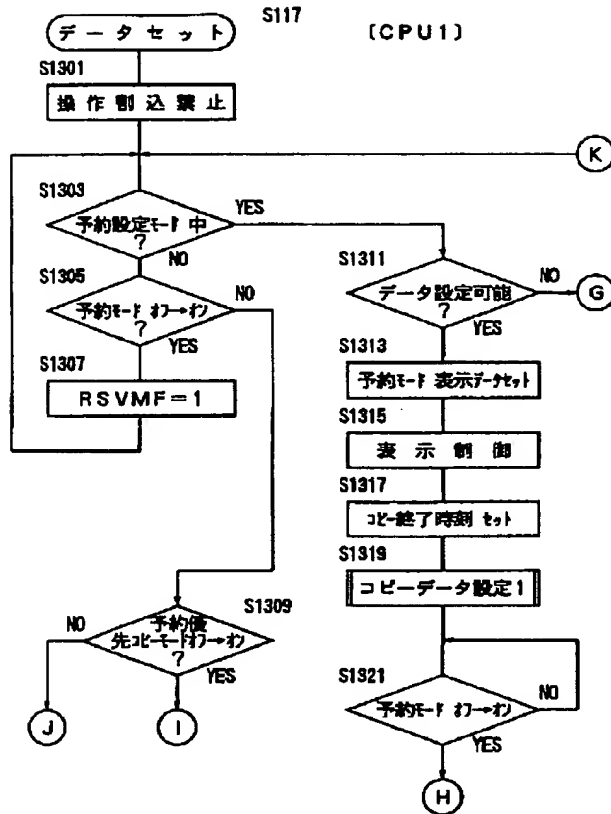 S117
データセット
〔CPU1〕
S1301
操作割込禁止
K
S1303
予約設定モード中
?
YES
NO
S1305
予約モード オフ→オン
?
NO
YES
S1307
RSVMF=1
S1311
データ設定可能
?
NO
G
YES
S1313
予約モード 表示データセット
S1315
表示制御
S1317
コピー終了時刻 セット
S1319
コピーデータ設定1
S1309
予約優
先コピーモードオフ→オン
?
NO
YES
J
I
S1321
予約モード オフ→オン
?
NO
YES
H